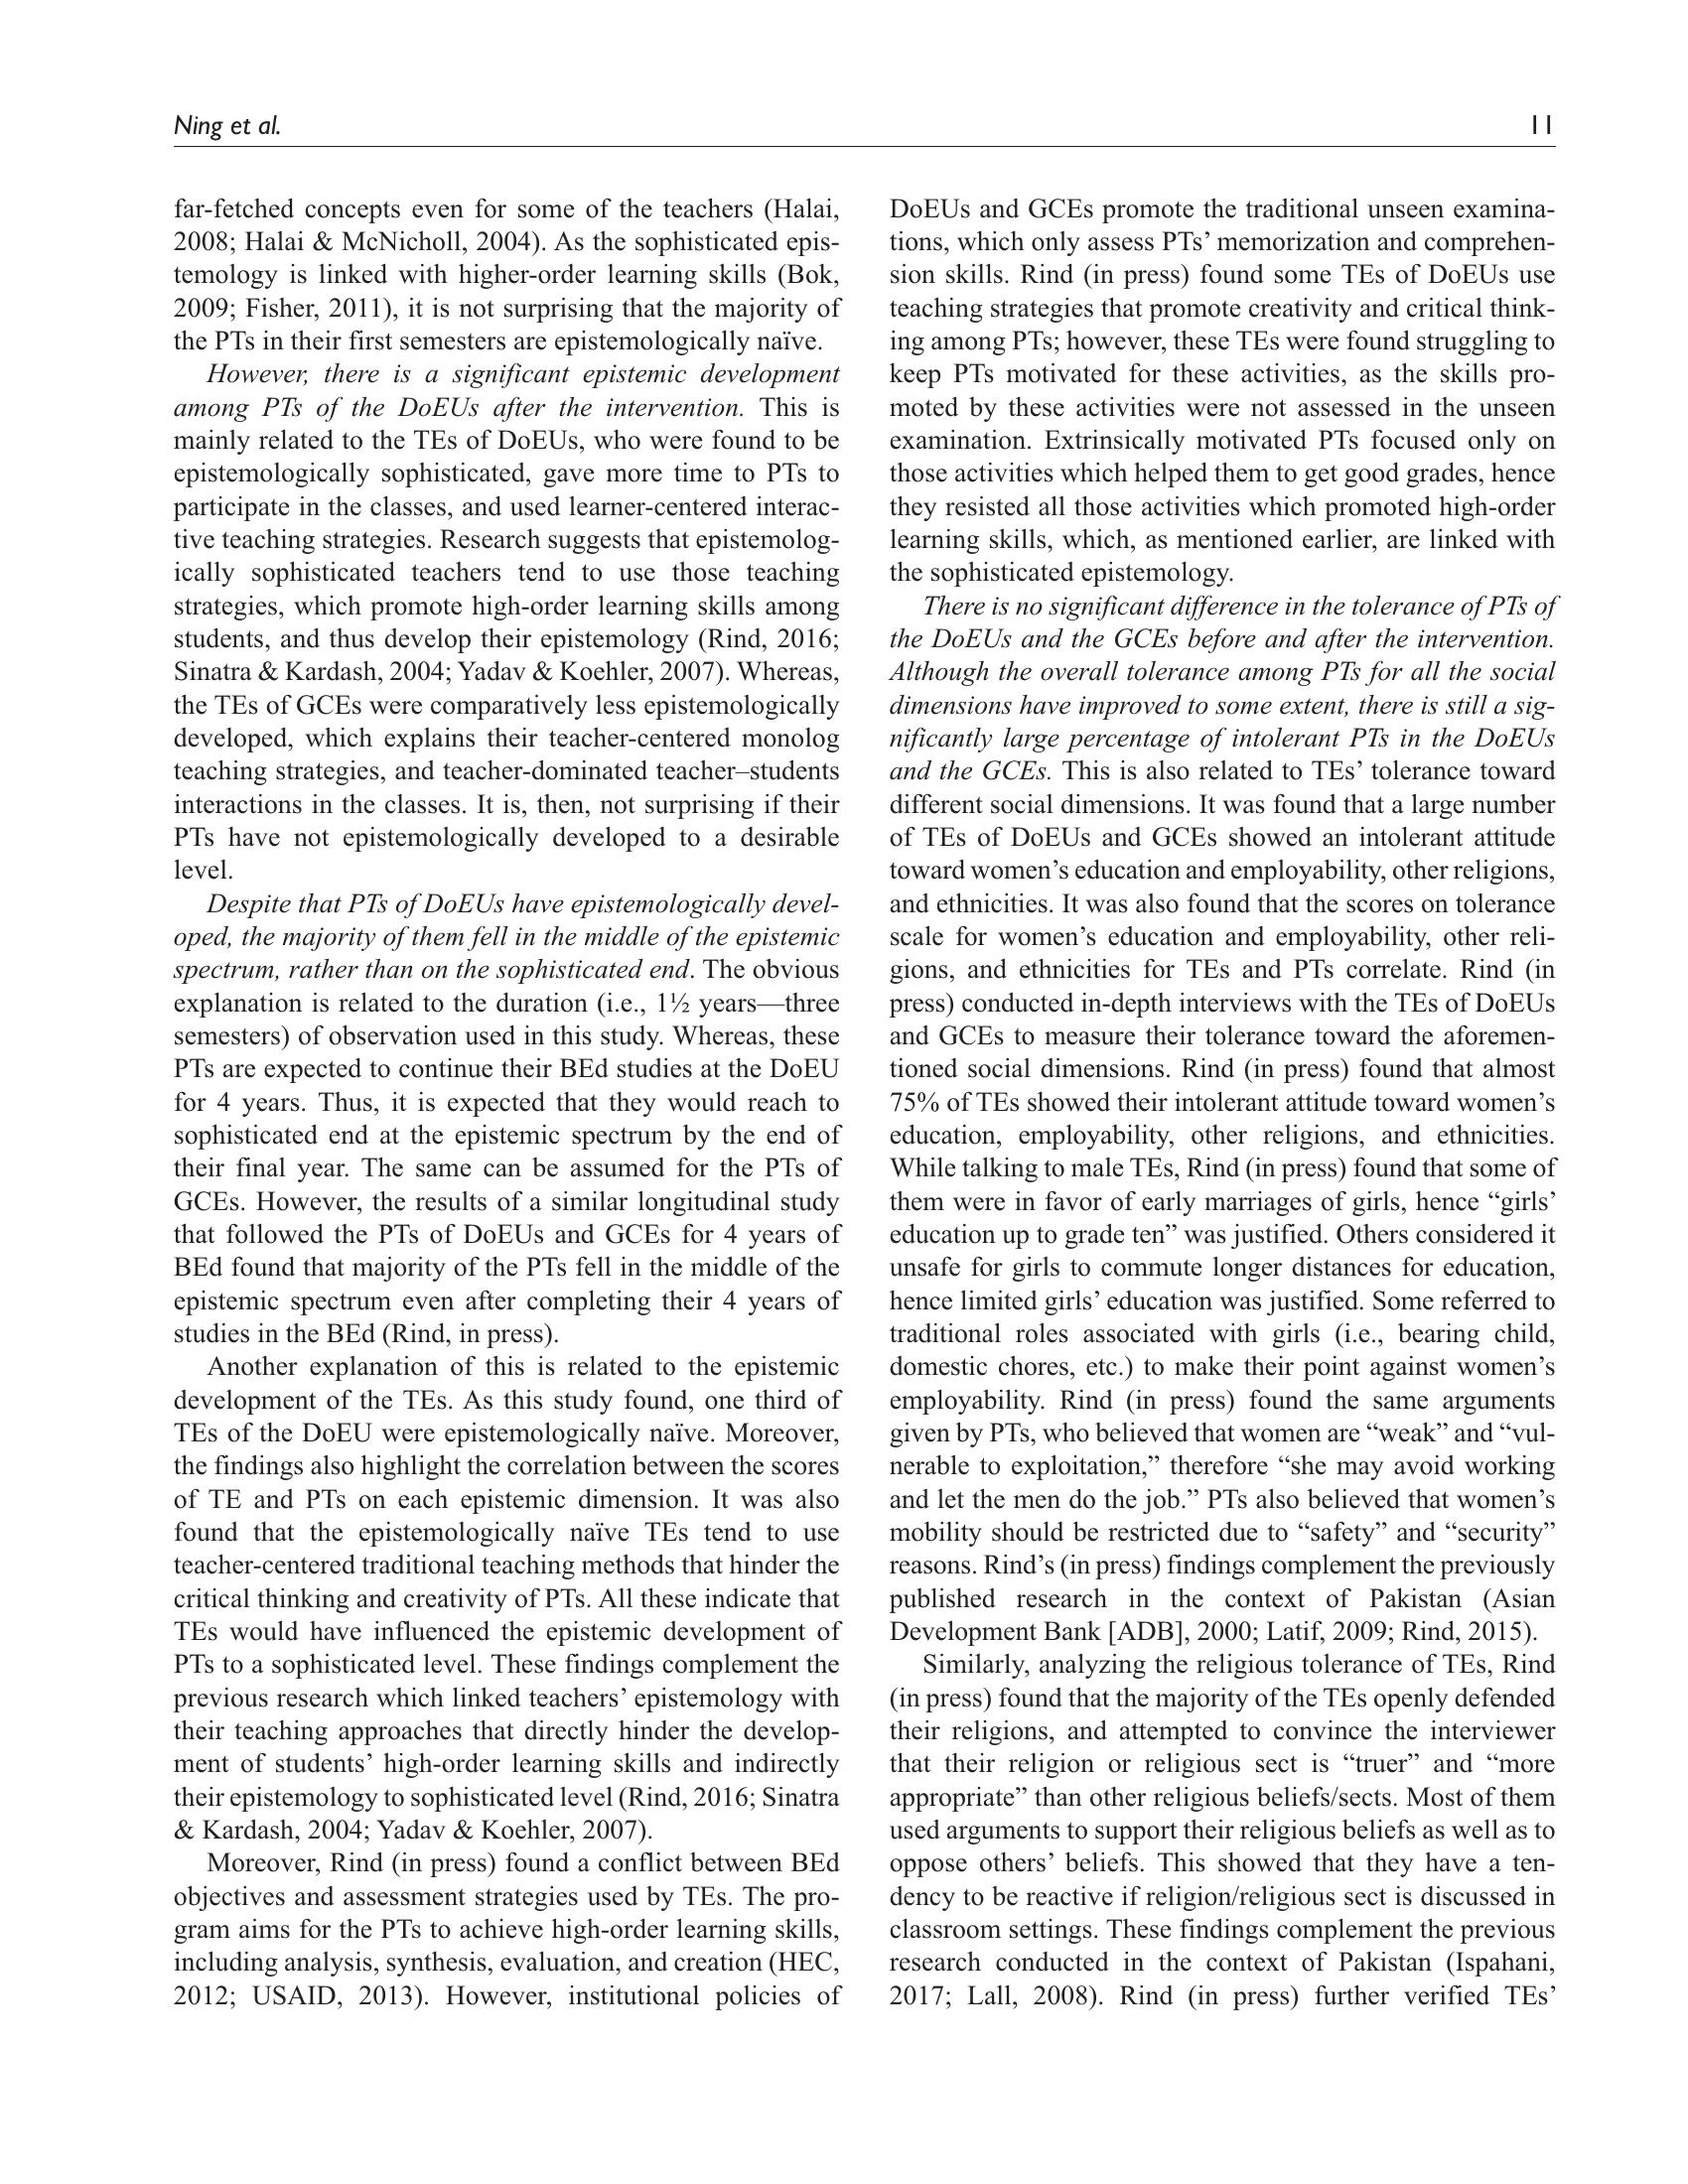 Ning et al.
11
far-fetched concepts even for some of the teachers (Halai,
2008; Halai & McNicholl, 2004). As the sophisticated epis-
temology is linked with higher-order learning skills (Bok,
2009; Fisher, 2011), it is not surprising that the majority of
the PTs in their first semesters are epistemologically naïve.
However, there is a significant epistemic development
among PTs of the DoEUs after the intervention. This is
mainly related to the TEs of DoEUs, who were found to be
epistemologically sophisticated, gave more time to PTs to
participate in the classes, and used learner-centered interac-
tive teaching strategies. Research suggests that epistemolog-
ically sophisticated teachers tend to use those teaching
strategies, which promote high-order learning skills among
students, and thus develop their epistemology (Rind, 2016;
Sinatra & Kardash, 2004; Yadav & Koehler, 2007). Whereas,
the TEs of GCEs were comparatively less epistemologically
developed, which explains their teacher-centered monolog
teaching strategies, and teacher-dominated teacher–students
interactions in the classes. It is, then, not surprising if their
PTs have not epistemologically developed to a desirable
level.
Despite that PTs of DoEUs have epistemologically devel-
oped, the majority of them fell in the middle of the epistemic
spectrum, rather than on the sophisticated end. The obvious
explanation is related to the duration (i.e., 1½ years—three
semesters) of observation used in this study. Whereas, these
PTs are expected to continue their BEd studies at the DoEU
for 4 years. Thus, it is expected that they would reach to
sophisticated end at the epistemic spectrum by the end of
their final year. The same can be assumed for the PTs of
GCEs. However, the results of a similar longitudinal study
that followed the PTs of DoEUs and GCEs for 4 years of
BEd found that majority of the PTs fell in the middle of the
epistemic spectrum even after completing their 4 years of
studies in the BEd (Rind, in press).
Another explanation of this is related to the epistemic
development of the TEs. As this study found, one third of
TEs of the DoEU were epistemologically naïve. Moreover,
the findings also highlight the correlation between the scores
of TE and PTs on each epistemic dimension. It was also
found that the epistemologically naïve TEs tend to use
teacher-centered traditional teaching methods that hinder the
critical thinking and creativity of PTs. All these indicate that
TEs would have influenced the epistemic development of
PTs to a sophisticated level. These findings complement the
previous research which linked teachers’ epistemology with
their teaching approaches that directly hinder the develop-
ment of students’ high-order learning skills and indirectly
their epistemology to sophisticated level (Rind, 2016; Sinatra
& Kardash, 2004; Yadav & Koehler, 2007).
Moreover, Rind (in press) found a conflict between BEd
objectives and assessment strategies used by TEs. The pro-
gram aims for the PTs to achieve high-order learning skills,
including analysis, synthesis, evaluation, and creation (HEC,
2012; USAID, 2013). However, institutional policies of
DoEUs and GCEs promote the traditional unseen examina-
tions, which only assess PTs’ memorization and comprehen-
sion skills. Rind (in press) found some TEs of DoEUs use
teaching strategies that promote creativity and critical think-
ing among PTs; however, these TEs were found struggling to
keep PTs motivated for these activities, as the skills pro-
moted by these activities were not assessed in the unseen
examination. Extrinsically motivated PTs focused only on
those activities which helped them to get good grades, hence
they resisted all those activities which promoted high-order
learning skills, which, as mentioned earlier, are linked with
the sophisticated epistemology.
There is no significant difference in the tolerance of PTs of
the DoEUs and the GCEs before and after the intervention.
Although the overall tolerance among PTs for all the social
dimensions have improved to some extent, there is still a sig-
nificantly large percentage of intolerant PTs in the DoEUs
and the GCEs. This is also related to TEs’ tolerance toward
different social dimensions. It was found that a large number
of TEs of DoEUs and GCEs showed an intolerant attitude
toward women’s education and employability, other religions,
and ethnicities. It was also found that the scores on tolerance
scale for women’s education and employability, other reli-
gions, and ethnicities for TEs and PTs correlate. Rind (in
press) conducted in-depth interviews with the TEs of DoEUs
and GCEs to measure their tolerance toward the aforemen-
tioned social dimensions. Rind (in press) found that almost
75% of TEs showed their intolerant attitude toward women’s
education, employability, other religions, and ethnicities.
While talking to male TEs, Rind (in press) found that some of
them were in favor of early marriages of girls, hence “girls’
education up to grade ten” was justified. Others considered it
unsafe for girls to commute longer distances for education,
hence limited girls’ education was justified. Some referred to
traditional roles associated with girls (i.e., bearing child,
domestic chores, etc.) to make their point against women’s
employability. Rind (in press) found the same arguments
given by PTs, who believed that women are “weak” and “vul-
nerable to exploitation,” therefore “she may avoid working
and let the men do the job.” PTs also believed that women’s
mobility should be restricted due to “safety” and “security”
reasons. Rind’s (in press) findings complement the previously
published research in the context of Pakistan (Asian
Development Bank [ADB], 2000; Latif, 2009; Rind, 2015).
Similarly, analyzing the religious tolerance of TEs, Rind
(in press) found that the majority of the TEs openly defended
their religions, and attempted to convince the interviewer
that their religion or religious sect is “truer” and “more
appropriate” than other religious beliefs/sects. Most of them
used arguments to support their religious beliefs as well as to
oppose others’ beliefs. This showed that they have a ten-
dency to be reactive if religion/religious sect is discussed in
classroom settings. These findings complement the previous
research conducted in the context of Pakistan (Ispahani,
2017; Lall, 2008). Rind (in press) further verified TEs’